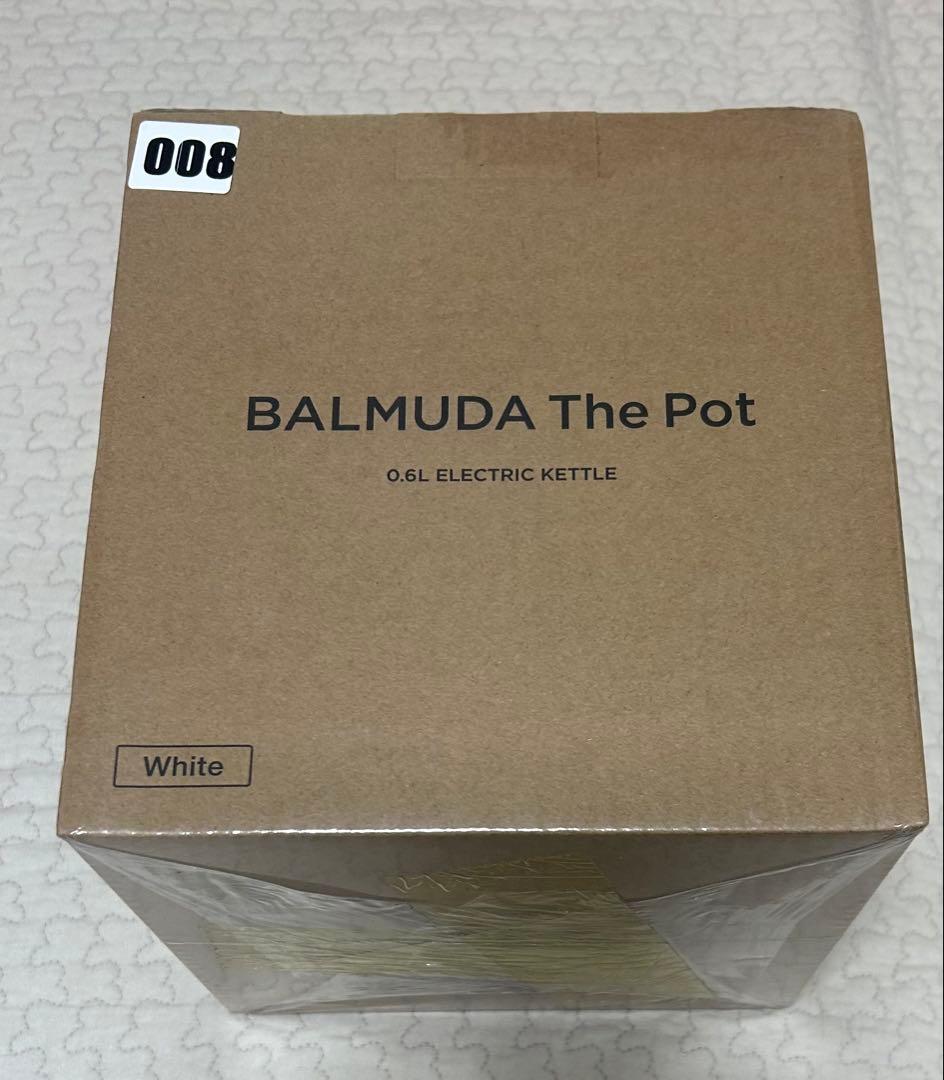 008
BALMUDA The Pot
0.6L ELECTRIC KETTLE
White